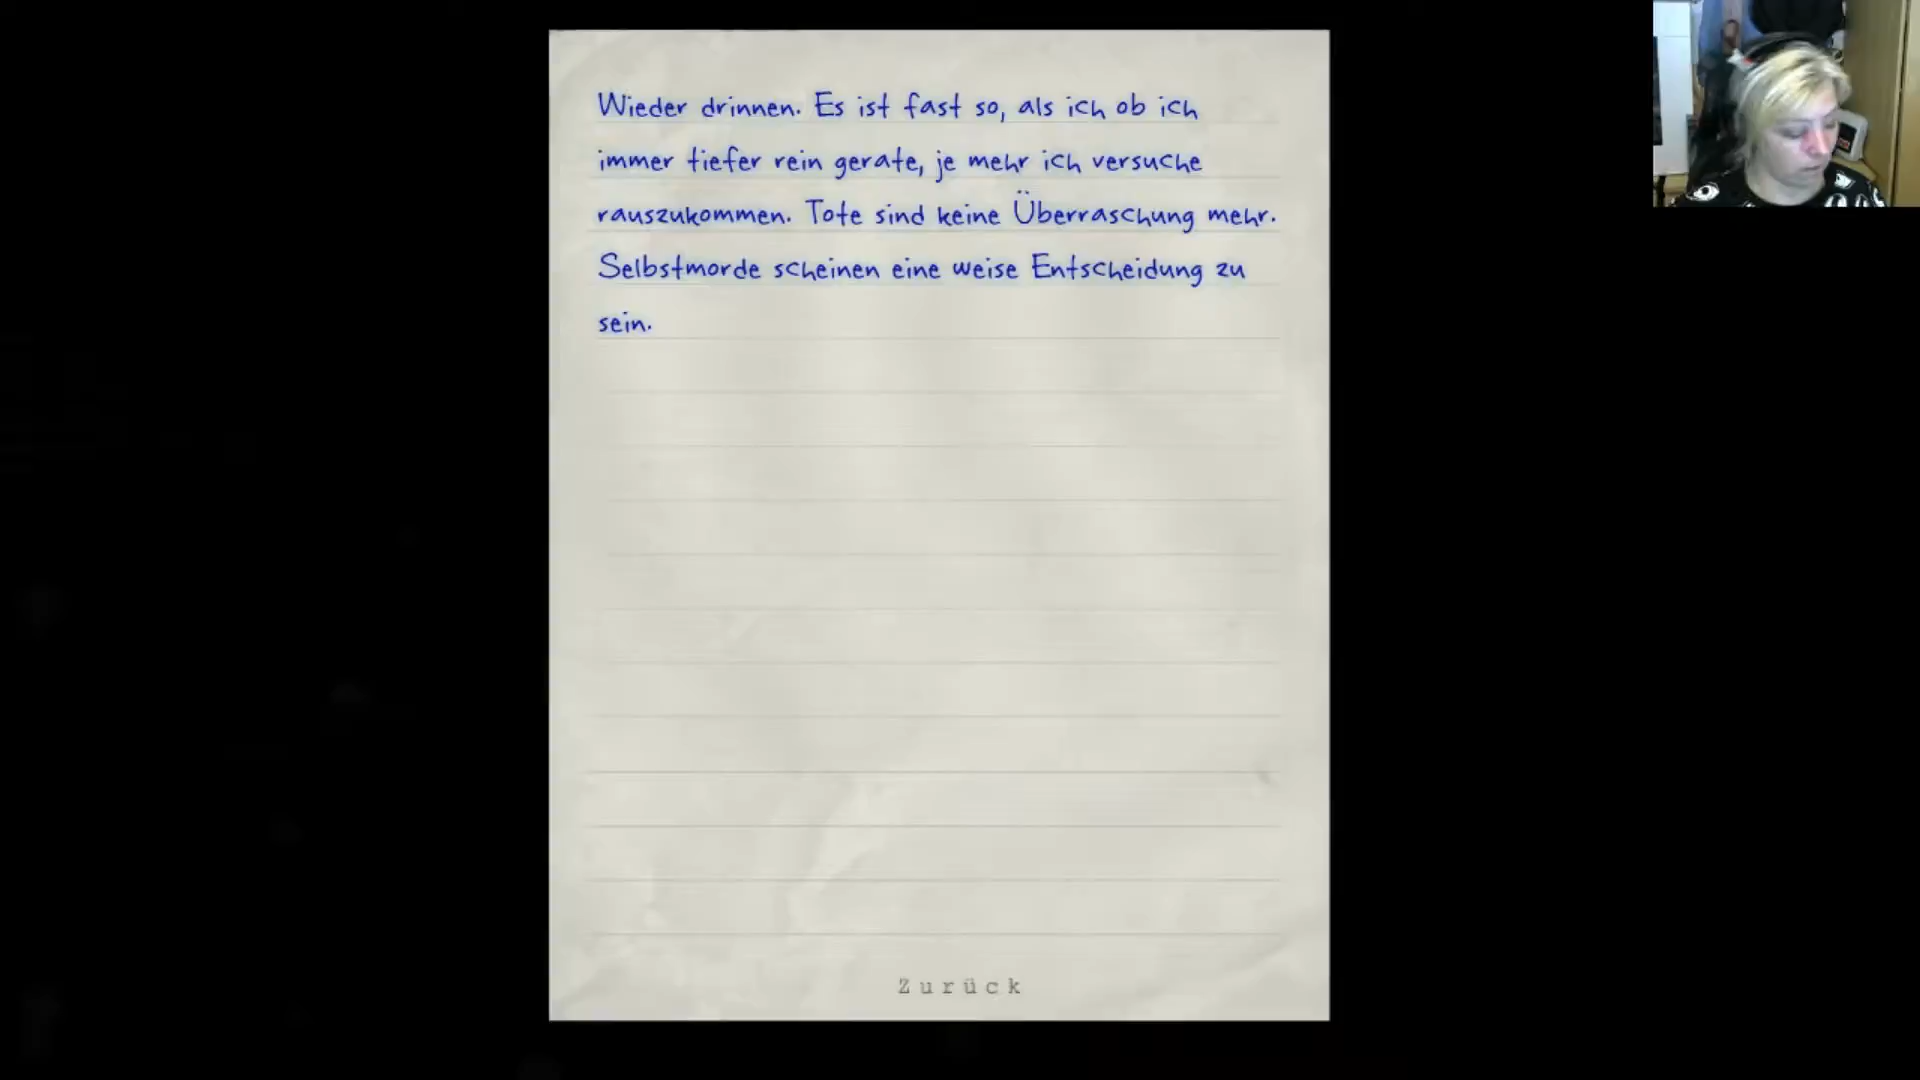 Wieder drinnen. Es ist fast so, als ich ob ich
immer tiefer rein gerate, je mehr ich versuche
rauszukommen. Tote sind keine Überraschung mehr.
Selbstmorde scheinen eine weise Entscheidung zu
sein.
Zurück